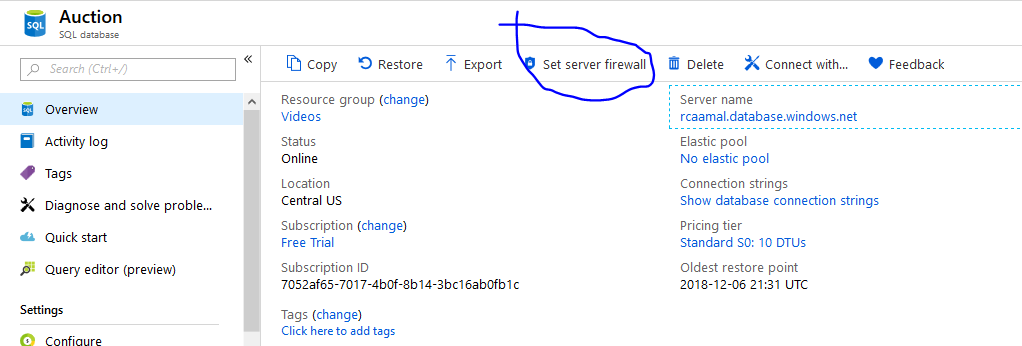 Auction
SQL database
Search (Ctrl+/)
Overview
Activity log
Tags
Diagnose and solve proble...
Quick start
Query editor (preview)
Settings
Configure
Copy
Restore
Export
Set server firewall
Delete
Connect with...
Feedback
Resource group (change)
Videos
Status
Online
Location
Central US
Subscription (change)
Free Trial
Subscription ID
7052af65-7017-4b0f-8b14-3bc16ab0fb1c
Tags (change)
Click here to add tags
Server name
rcaamal.database.windows.net
Elastic pool
No elastic pool
Connection strings
Show database connection strings
Pricing tier
Standard S0: 10 DTUs
Oldest restore point
2018-12-06 21:31 UTC